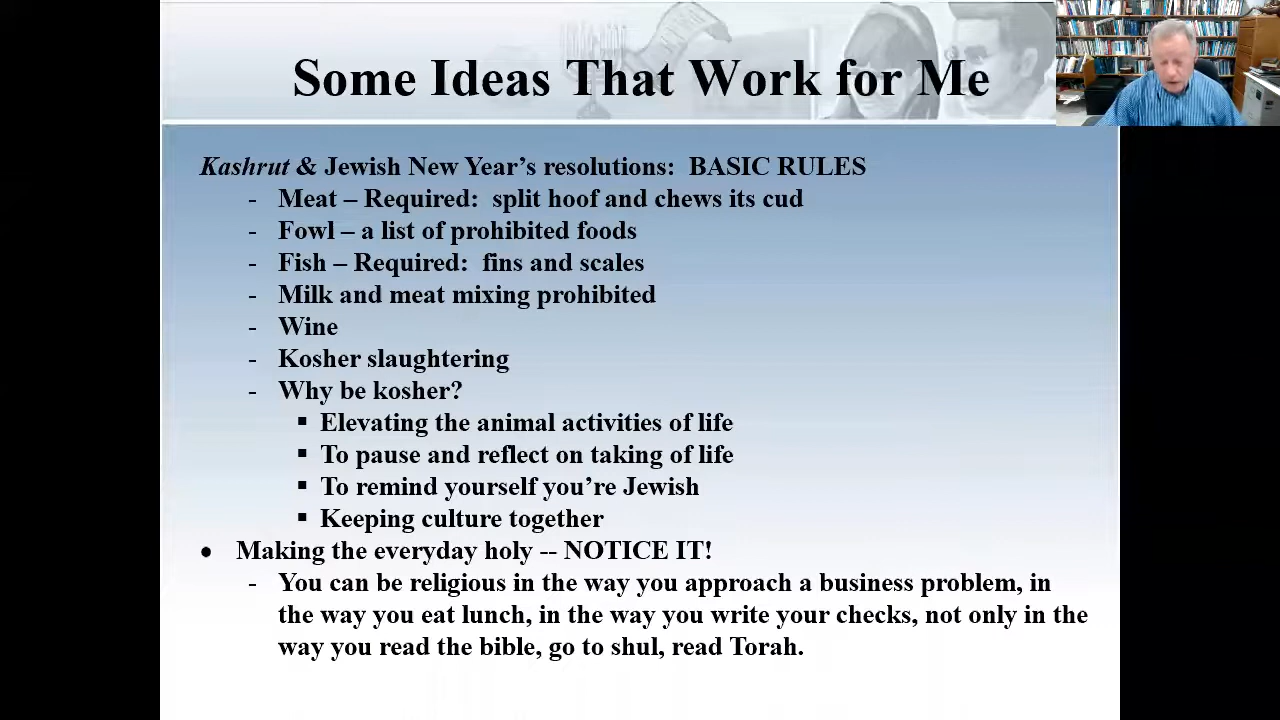 Some Ideas That Work for Me
Kashrut & Jewish New Year’s resolutions:  BASIC RULES
- Meat – Required:  split hoof and chews its cud
- Fowl – a list of prohibited foods
- Fish – Required:  fins and scales
- Milk and meat mixing prohibited
- Wine
- Kosher slaughtering
- Why be kosher?
▪ Elevating the animal activities of life
▪ To pause and reflect on taking of life
▪ To remind yourself you’re Jewish
▪ Keeping culture together
• Making the everyday holy -- NOTICE IT!
- You can be religious in the way you approach a business problem, in
the way you eat lunch, in the way you write your checks, not only in the
way you read the bible, go to shul, read Torah.